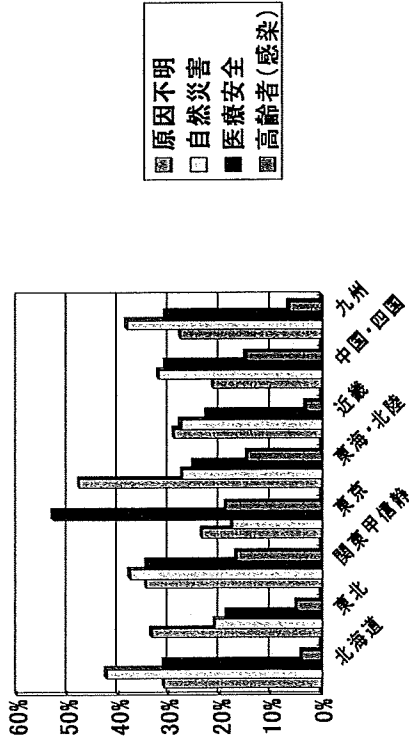 60%
50%
40%
30%
20%
10%
0%
北海道
東北
関東甲信静
東京
東海・北陸
近畿
中国・四国
九州
原因不明
自然災害
医療安全
高齢者(感染)